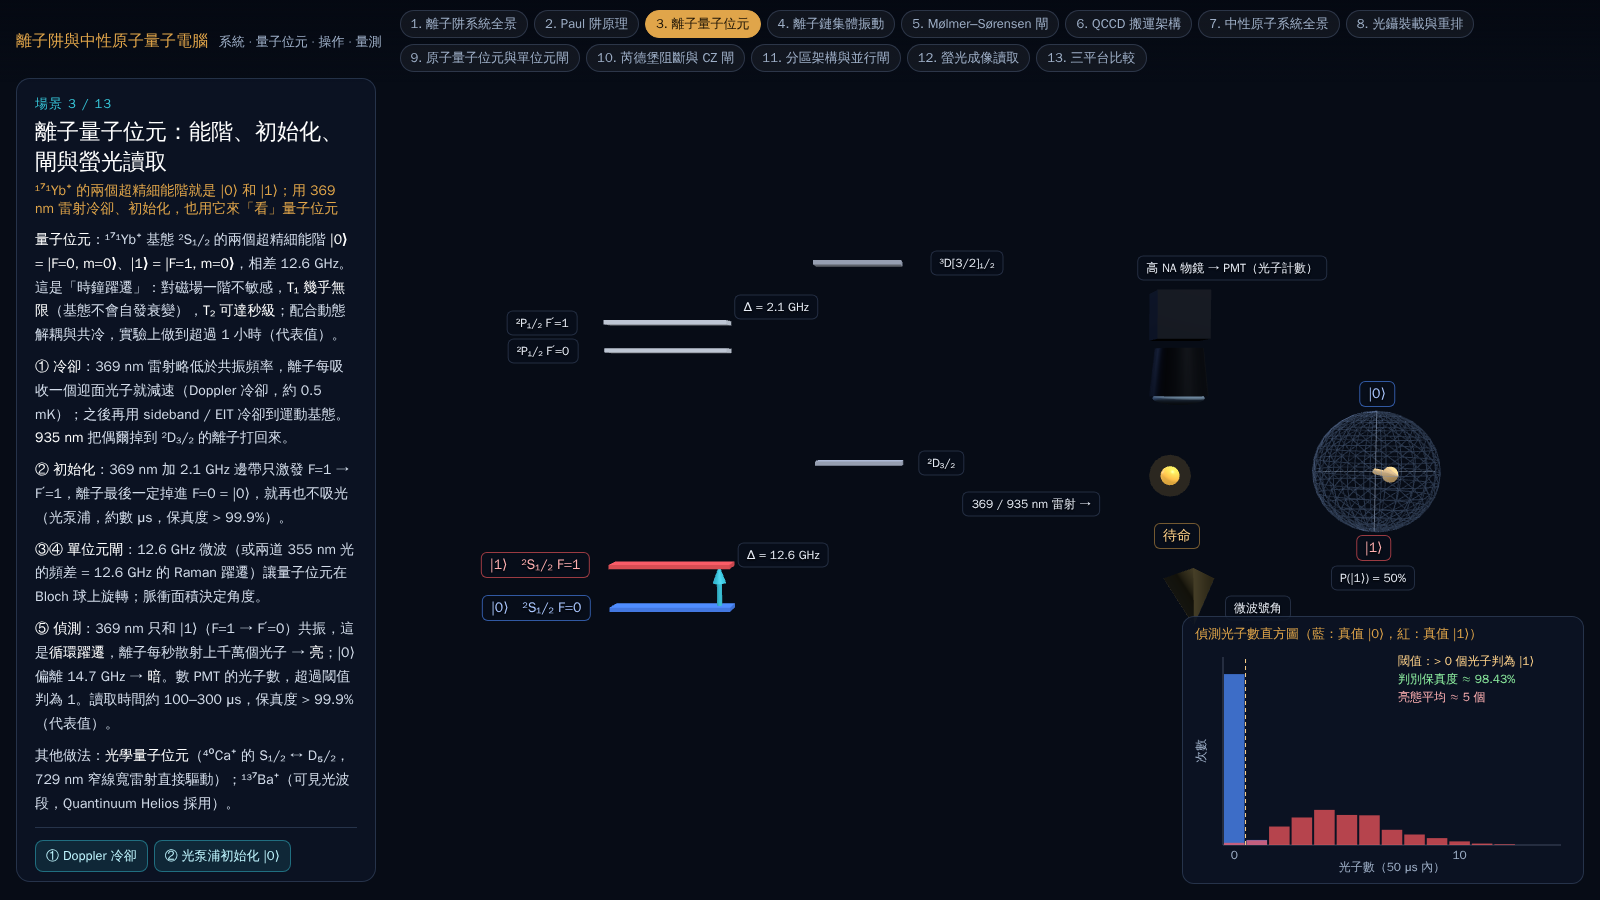 離子阱與中性原子量子電腦 系統 · 量子位元 · 操作 · 量測
1. 離子阱系統全景
2. Paul 阱原理
3. 離子量子位元
4. 離子鏈集體振動
5. Mølmer–Sørensen 閘
6. QCCD 搬運架構
7. 中性原子系統全景
8. 光鑷裝載與重排
9. 原子量子位元與單位元閘
10. 芮德堡阻斷與 CZ 閘
11. 分區架構與並行閘
12. 螢光成像讀取
13. 三平台比較
場景 3 / 13
離子量子位元：能階、初始化、
閘與螢光讀取
¹⁷¹Yb⁺ 的兩個超精細能階就是 |0⟩ 和 |1⟩；用 369
nm 雷射冷卻、初始化，也用它來「看」量子位元
量子位元：¹⁷¹Yb⁺ 基態 ²S₁/₂ 的兩個超精細能階 |0⟩
= |F=0, m=0⟩、|1⟩ = |F=1, m=0⟩，相差 12.6 GHz。
這是「時鐘躍遷」：對磁場一階不敏感，T₁ 幾乎無
限（基態不會自發衰變），T₂ 可達秒級；配合動態
解耦與共冷，實驗上做到超過 1 小時（代表值）。
① 冷卻：369 nm 雷射略低於共振頻率，離子每吸
收一個迎面光子就減速（Doppler 冷卻，約 0.5
mK）；之後再用 sideband / EIT 冷卻到運動基態。
935 nm 把偶爾掉到 ²D₃/₂ 的離子打回來。
② 初始化：369 nm 加 2.1 GHz 邊帶只激發 F=1 →
F′=1，離子最後一定掉進 F=0 = |0⟩，就再也不吸光
（光泵浦，約數 µs，保真度 > 99.9%）。
③④ 單位元閘：12.6 GHz 微波（或兩道 355 nm 光
的頻差 = 12.6 GHz 的 Raman 躍遷）讓量子位元在
Bloch 球上旋轉；脈衝面積決定角度。
⑤ 偵測：369 nm 只和 |1⟩（F=1 → F′=0）共振，這
是循環躍遷，離子每秒散射上千萬個光子 → 亮；|0⟩
偏離 14.7 GHz → 暗。數 PMT 的光子數，超過閾值
判為 1。讀取時間約 100–300 µs，保真度 > 99.9%
（代表值）。
其他做法：光學量子位元（⁴⁰Ca⁺ 的 S₁/₂ ↔ D₅/₂，
729 nm 窄線寬雷射直接驅動）；¹³⁷Ba⁺（可見光波
段，Quantinuum Helios 採用）。
① Doppler 冷卻
② 光泵浦初始化 |0⟩
³D[3/2]₁/₂
Δ = 2.1 GHz
²P₁/₂ F′=1
²P₁/₂ F′=0
²D₃/₂
369 / 935 nm 雷射 →
Δ = 12.6 GHz
|1⟩ ²S₁/₂ F=1
|0⟩ ²S₁/₂ F=0
高 NA 物鏡 → PMT（光子計數）
待命
微波號角
|0⟩
|1⟩
P(|1⟩) = 50%
偵測光子數直方圖（藍：真值 |0⟩，紅：真值 |1⟩）
閾值：> 0 個光子判為 |1⟩
判別保真度 ≈ 98.43%
亮態平均 ≈ 5 個
次數
0
10
光子數（50 µs 內）